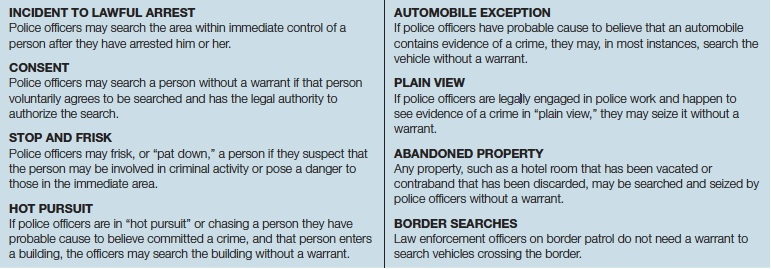 INCIDENT TO LAWFUL ARREST
Police officers may search the area within immediate control of a
person after they have arrested him or her.
CONSENT
Police officers may search a person without a warrant if that person
voluntarily agrees to be searched and has the legal authority to
authorize the search.
STOP AND FRISK
Police officers may frisk, or “pat down,” a person if they suspect that
the person may be involved in criminal activity or pose a danger to
those in the immediate area.
HOT PURSUIT
If police officers are in “hot pursuit” or chasing a person they have
probable cause to believe committed a crime, and that person enters
a building, the officers may search the building without a warrant.
AUTOMOBILE EXCEPTION
If police officers have probable cause to believe that an automobile
contains evidence of a crime, they may, in most instances, search the
vehicle without a warrant.
PLAIN VIEW
If police officers are legally engaged in police work and happen to
see evidence of a crime in “plain view,” they may seize it without a
warrant.
ABANDONED PROPERTY
Any property, such as a hotel room that has been vacated or
contraband that has been discarded, may be searched and seized by
police officers without a warrant.
BORDER SEARCHES
Law enforcement officers on border patrol do not need a warrant to
search vehicles crossing the border.